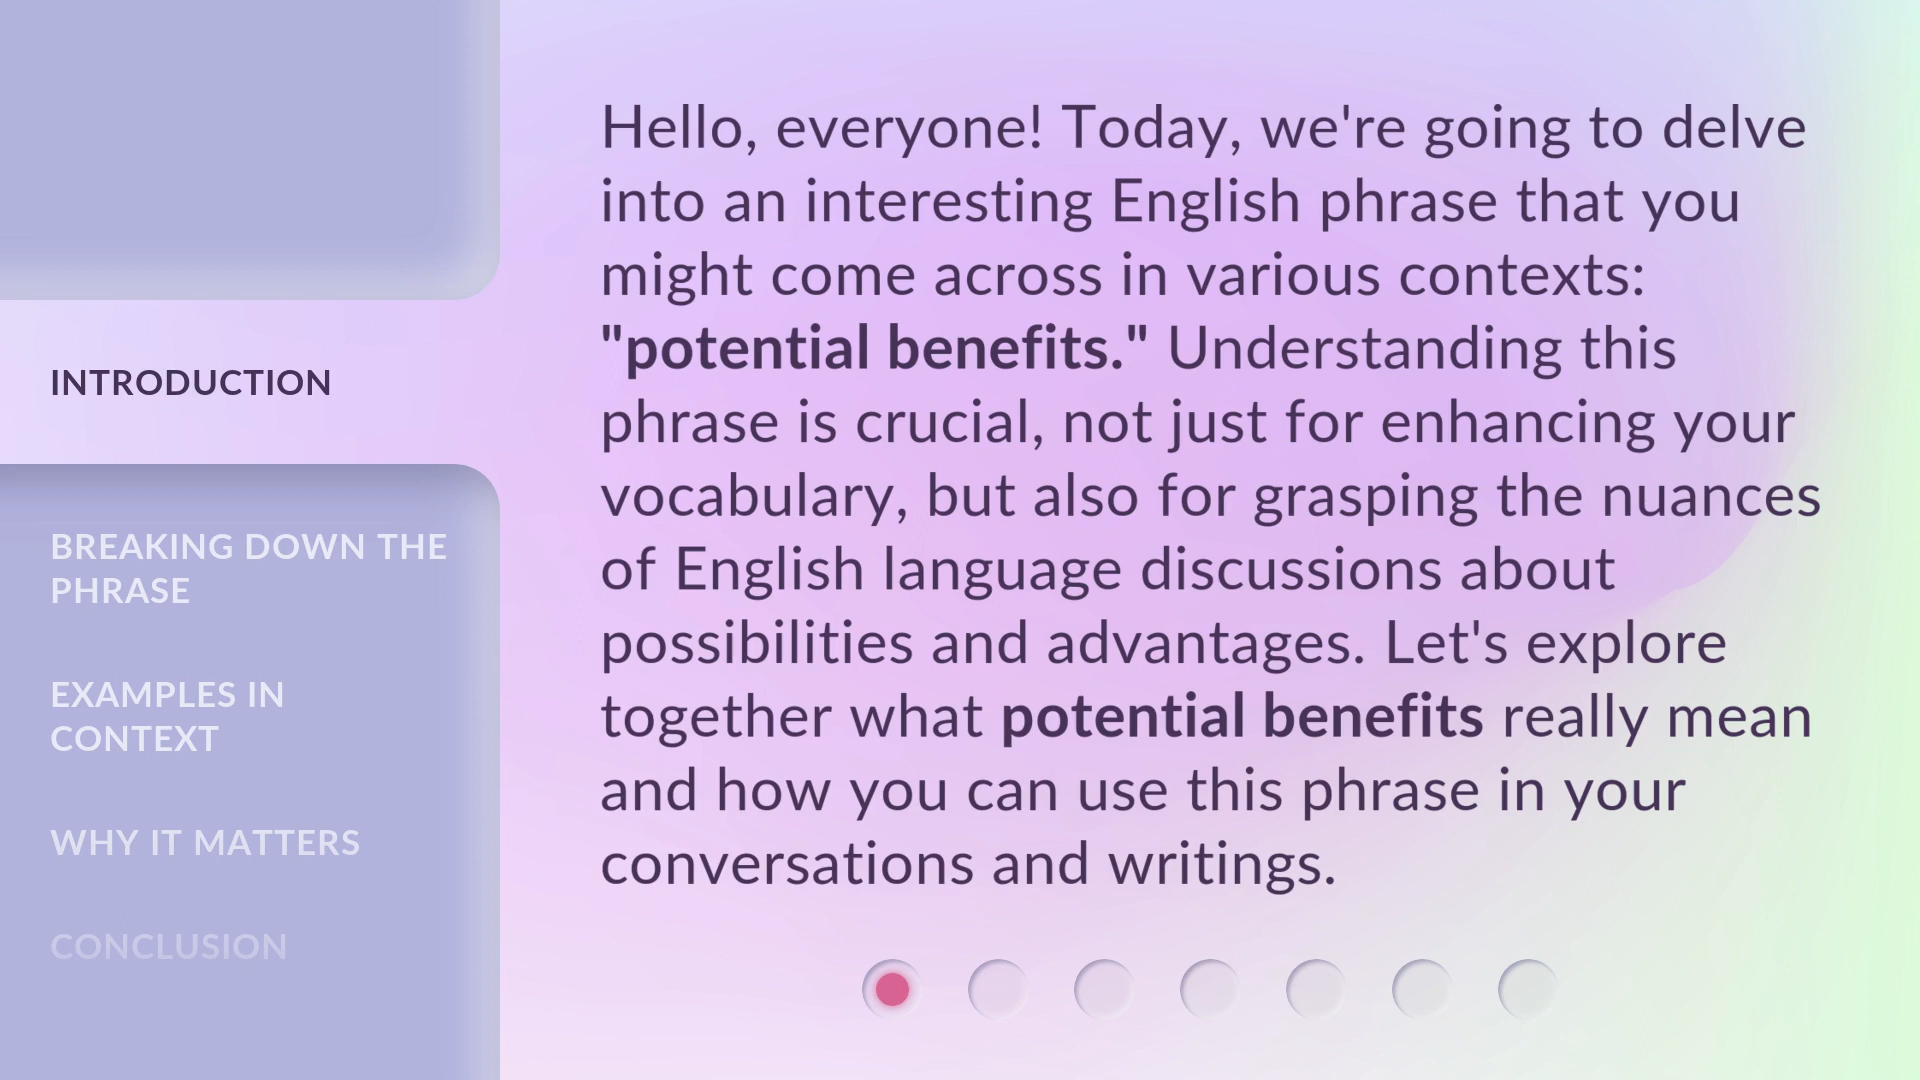 INTRODUCTION
BREAKING DOWN THE
PHRASE
EXAMPLES IN
CONTEXT
WHY IT MATTERS
CONCLUSION
Hello, everyone! Today, we're going to delve
into an interesting English phrase that you
might come across in various contexts:
"potential benefits." Understanding this
phrase is crucial, not just for enhancing your
vocabulary, but also for grasping the nuances
of English language discussions about
possibilities and advantages. Let's explore
together what potential benefits really mean
and how you can use this phrase in your
conversations and writings.